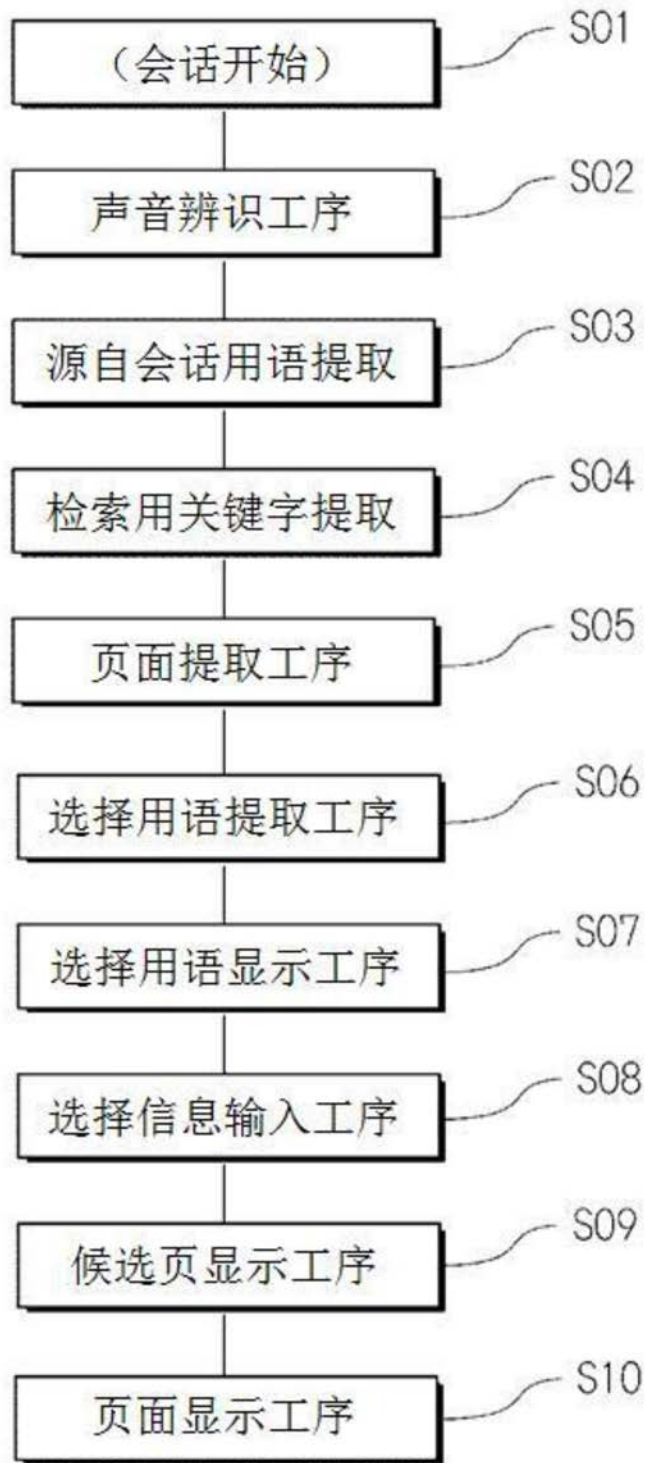 S01
（会话开始）
S02
声音辨识工序
S03
源自会话用语提取
S04
检索用关键字提取
S05
页面提取工序
S06
选择用语提取工序
S07
选择用语显示工序
S08
选择信息输入工序
S09
候选页显示工序
S10
页面显示工序